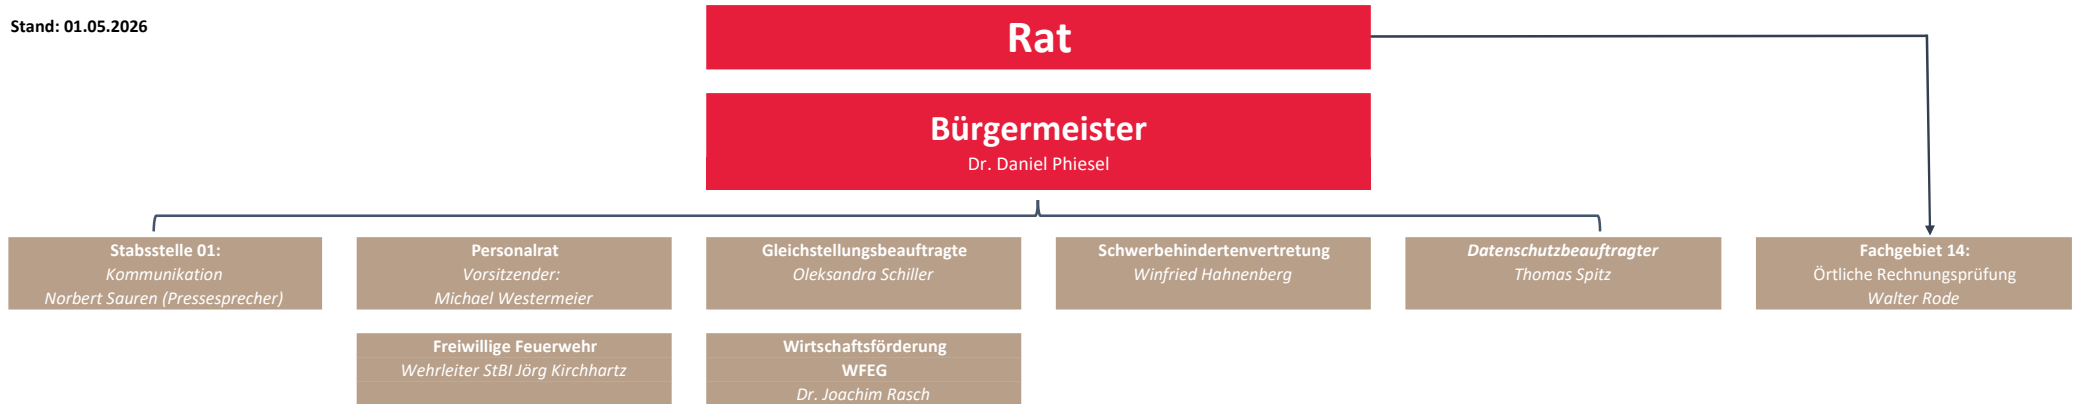 Stand: 01.05.2026
Rat
Bürgermeister
Dr. Daniel Phiesel
Stabsstelle 01:
Kommunikation
Norbert Sauren (Pressesprecher)
Personalrat
Vorsitzender:
Michael Westermeier
Gleichstellungsbeauftragte
Oleksandra Schiller
Schwerbehindertenvertretung
Winfried Hahnenberg
Datenschutzbeauftragter
Thomas Spitz
Fachgebiet 14:
Örtliche Rechnungsprüfung
Walter Rode
Freiwillige Feuerwehr
Wehrleiter StBI Jörg Kirchhartz
Wirtschaftsförderung
WFEG
Dr. Joachim Rasch